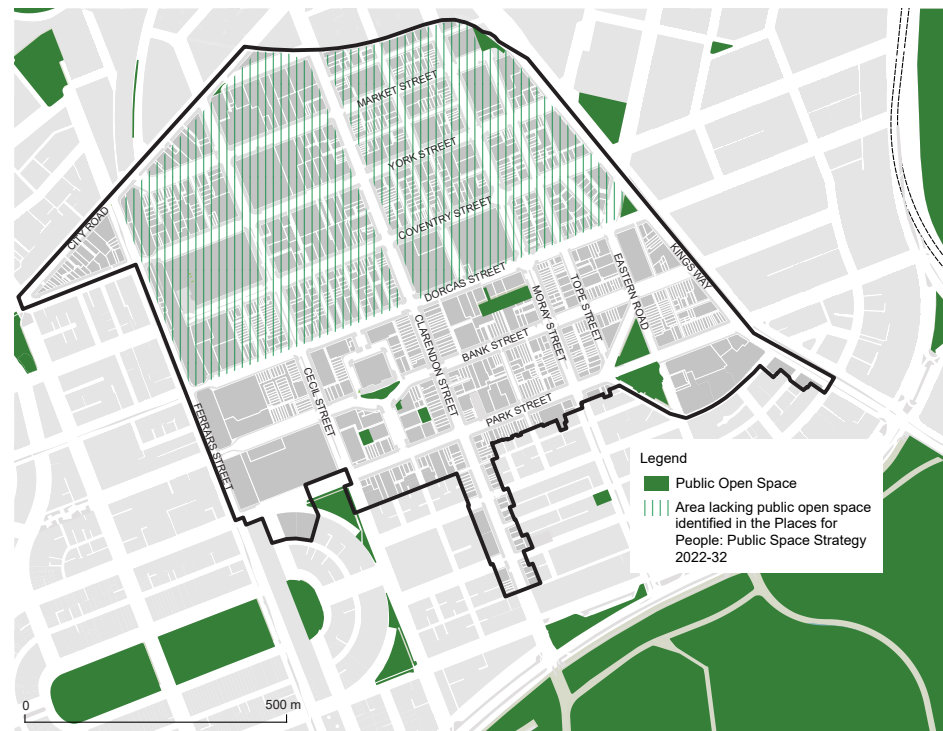 MARKET STREET
YORK STREET
COVENTRY STREET
CITY ROAD
KINGS WAY
DORCAS STREET
EASTERN ROAD
TOPE STREET
MORAY STREET
CLARENDON STREET
BANK STREET
CECIL STREET
PARK STREET
FERRARS STREET
Legend
Public Open Space
Area lacking public open space
identified in the Places for
People: Public Space Strategy
2022-32
0
500 m